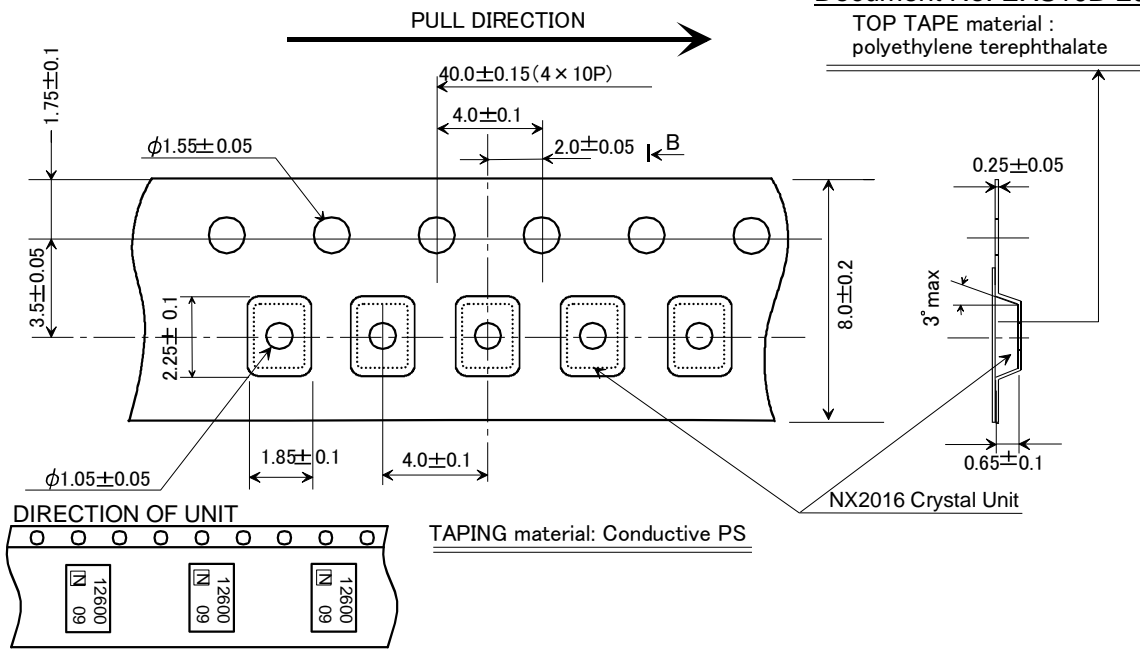 PULL DIRECTION
TOP TAPE material :
polyethylene terephthalate
1.75±0.1
40.0±0.15(4×10P)
4.0±0.1
2.0±0.05
B
φ1.55±0.05
0.25±0.05
3.5±0.05
2.25±0.1
8.0±0.2
3°max
1.85±0.1
4.0±0.1
0.65±0.1
φ1.05±0.05
NX2016 Crystal Unit
DIRECTION OF UNIT
TAPING material: Conductive PS
12600
N 09
12600
N 09
12600
N 09